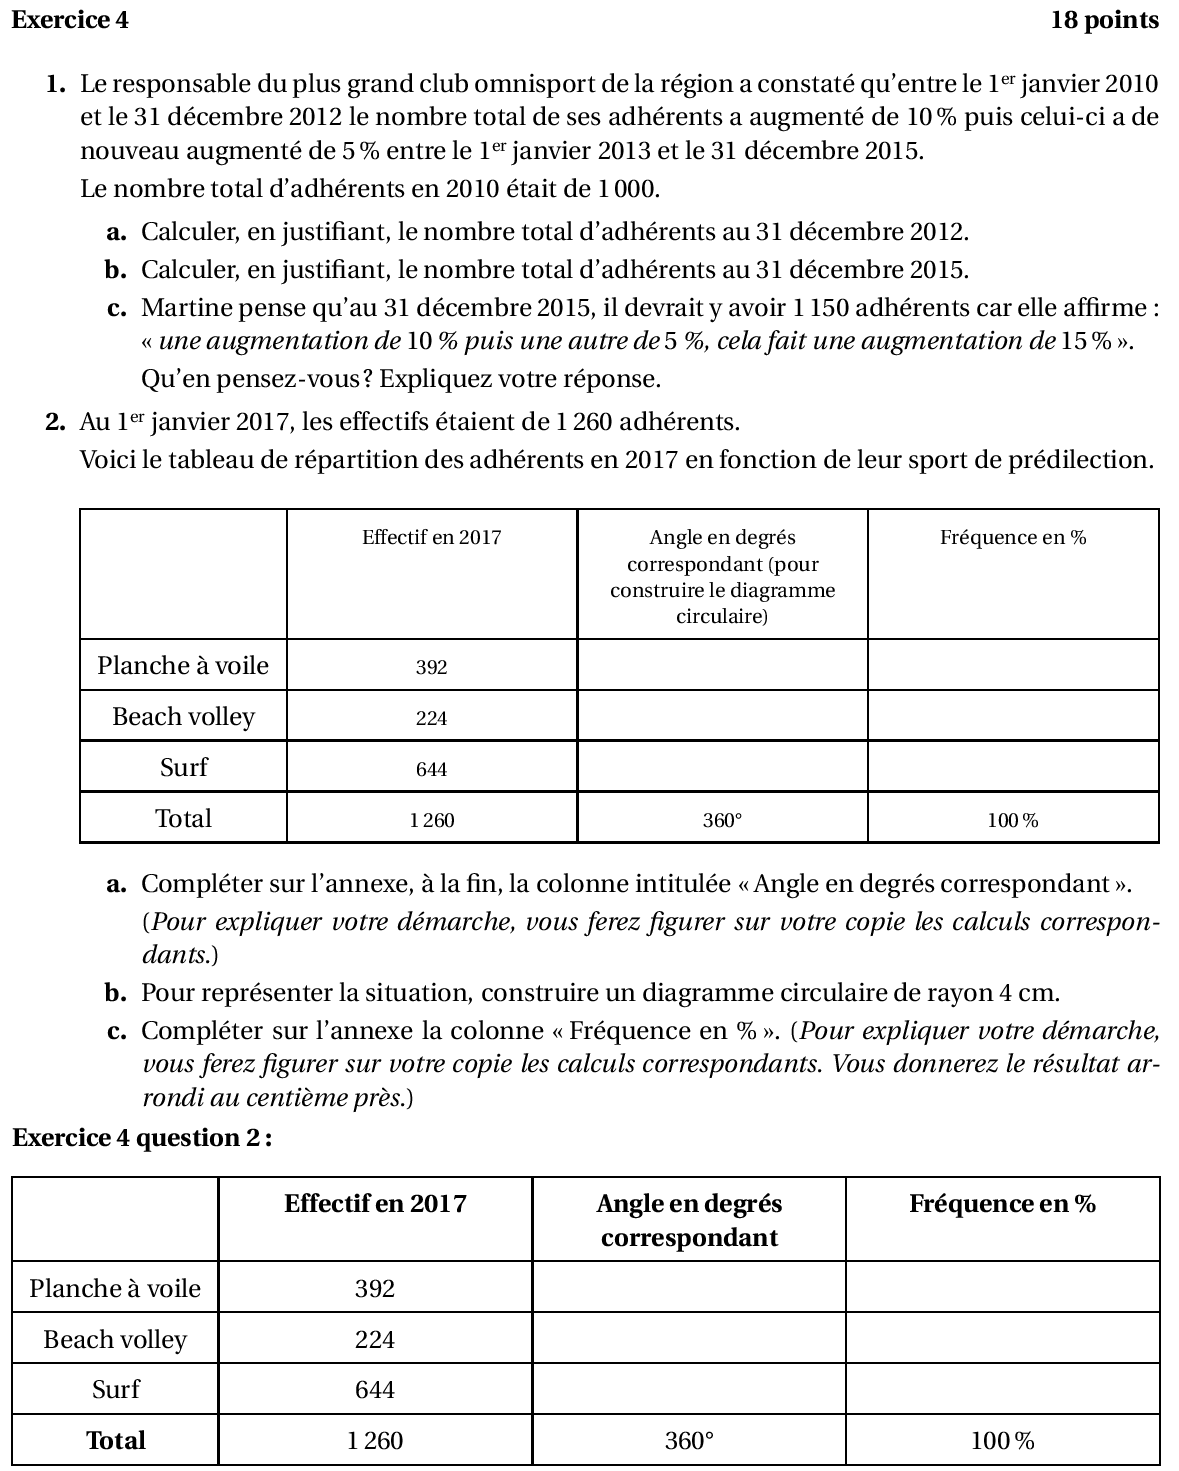 Exercice 4 18 points
1. Le responsable du plus grand club omnisport de la région a constaté qu'entre le 1er janvier 2010
et le 31 décembre 2012 le nombre total de ses adhérents a augmenté de 10 % puis celui-ci a de
nouveau augmenté de 5 % entre le 1er janvier 2013 et le 31 décembre 2015.
Le nombre total d'adhérents en 2010 était de 1 000.
a. Calculer, en justifiant, le nombre total d'adhérents au 31 décembre 2012.
b. Calculer, en justifiant, le nombre total d'adhérents au 31 décembre 2015.
c. Martine pense qu'au 31 décembre 2015, il devrait y avoir 1 150 adhérents car elle affirme :
« une augmentation de 10 % puis une autre de 5 %, cela fait une augmentation de 15 % ».
Qu'en pensez-vous ? Expliquez votre réponse.
2. Au 1er janvier 2017, les effectifs étaient de 1 260 adhérents.
Voici le tableau de répartition des adhérents en 2017 en fonction de leur sport de prédilection.
Effectif en 2017 Angle en degrés Fréquence en %
correspondant (pour
construire le diagramme
circulaire)
Planche à voile 392
Beach volley 224
Surf 644
Total 1 260 360° 100 %
a. Compléter sur l'annexe, à la fin, la colonne intitulée « Angle en degrés correspondant ».
(Pour expliquer votre démarche, vous ferez figurer sur votre copie les calculs correspon-
dants.)
b. Pour représenter la situation, construire un diagramme circulaire de rayon 4 cm.
c. Compléter sur l'annexe la colonne « Fréquence en % ». (Pour expliquer votre démarche,
vous ferez figurer sur votre copie les calculs correspondants. Vous donnerez le résultat ar-
rondi au centième près.)
Exercice 4 question 2 :
Effectif en 2017 Angle en degrés Fréquence en %
correspondant
Planche à voile 392
Beach volley 224
Surf 644
Total 1 260 360° 100 %